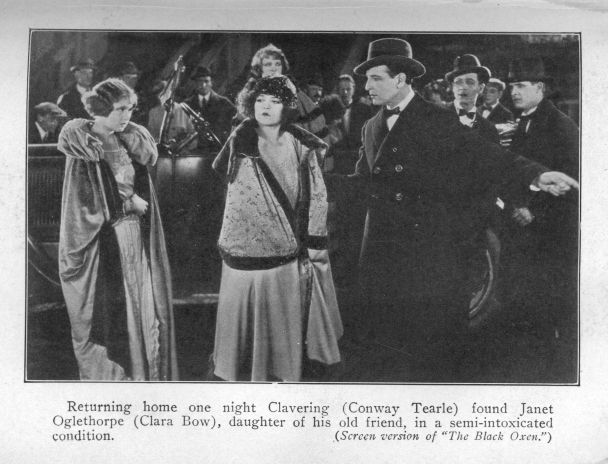 Returning home one night Clavering (Conway Tearle) found Janet
Oglethorpe (Clara Bow), daughter of his old friend, in a semi-intoxicated
condition. (Screen version of "The Black Oxen.")